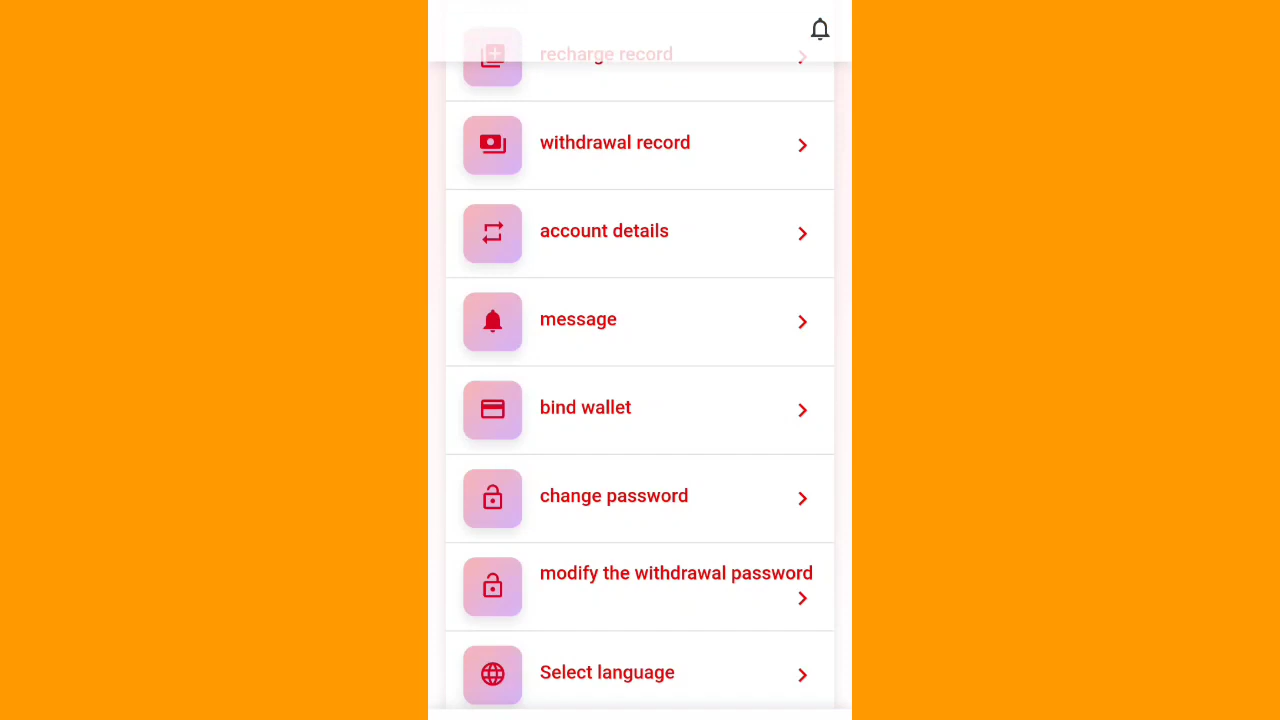 recharge record
withdrawal record
account details
message
bind wallet
change password
modify the withdrawal password
Select language